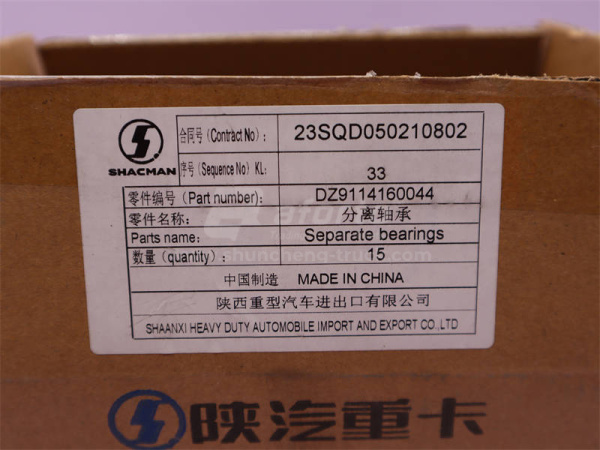 合同号(Contract No): 23SQD050210802
SHACMAN
序号(Sequence No) KL: 33
零件编号(Part number): DZ9114160044
零件名称: 分离轴承
Parts name: Separate bearings
数量(quantity): 15
中国制造 MADE IN CHINA
陕西重型汽车进出口有限公司
SHAANXI HEAVY DUTY AUTOMOBILE IMPORT AND EXPORT CO.,LTD
陕汽重卡